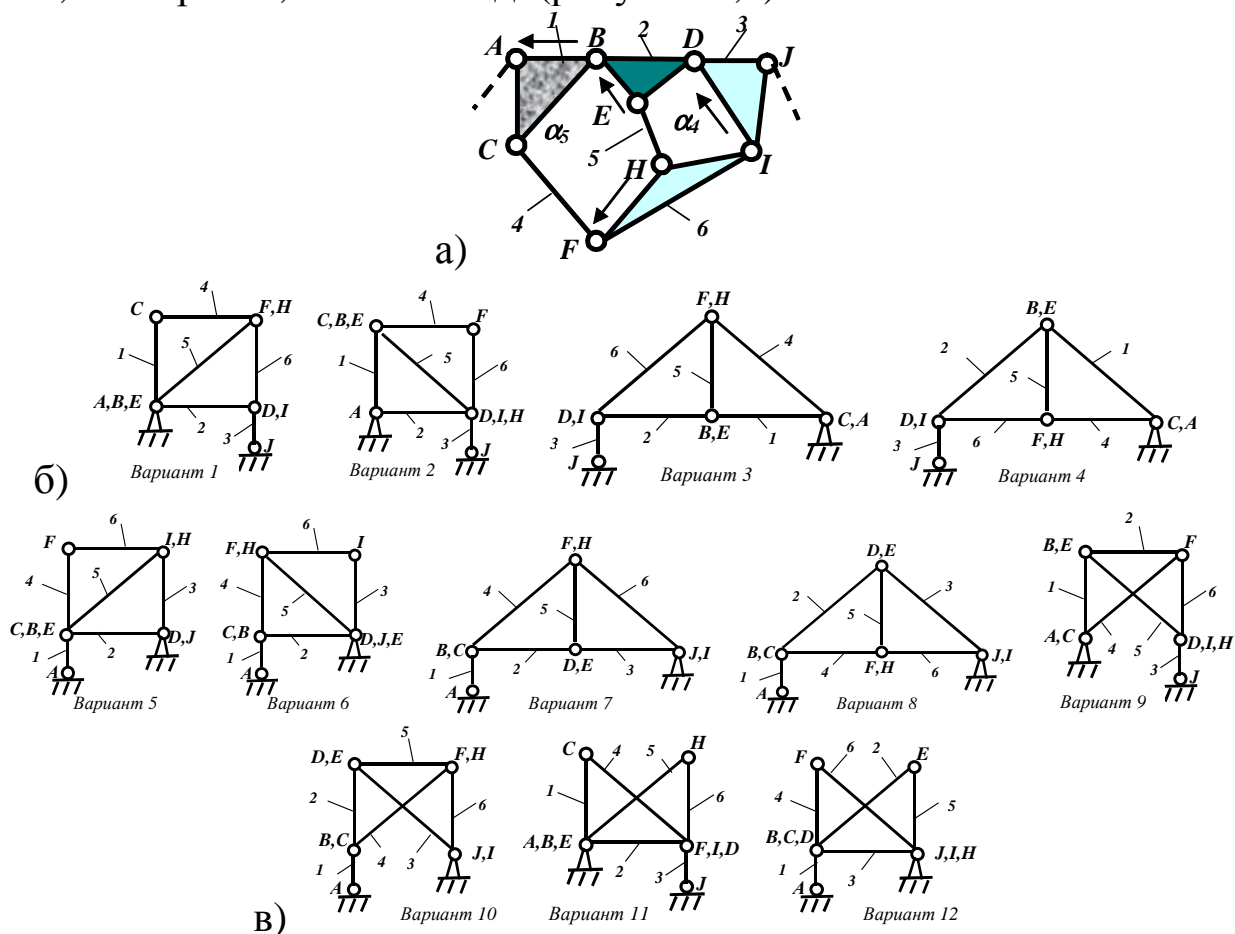 1 2 3
A B D J
E α₅ α₄
C 5 I
H
4 6
F
а)
C 4 F,H
1 5 6
A,B,E 2 D,I
3 J
Вариант 1
C,B,E 4 F
1 5 6
A 2 D,I,H
3 J
Вариант 2
F,H
6 4
5
D,I B,E C,A
3 2 1
J
Вариант 3
B,E
2 1
5
D,I F,H C,A
3 6 4
J
Вариант 4
б)
F 6 I,H
4 5 3
C,B,E 2 D,J
1
A
Вариант 5
F,H 6 I
4 5 3
C,B 2 D,J,E
1
A
Вариант 6
F,H
4 6
5
B,C D,E J,I
1 2 3
A
Вариант 7
D,E
2 3
5
B,C F,H J,I
1 4 6
A
Вариант 8
2
B,E F
1 6
A,C 4 5 D,I,H
3 J
Вариант 9
5
D,E F,H
2 6
B,C 4 3 J,I
1
A
Вариант 10
C 4 5 H
1 6
A,B,E 2 F,I,D
3 J
Вариант 11
F 6 2 E
4 5
B,C,D 3 J,I,H
1
A
Вариант 12
в)